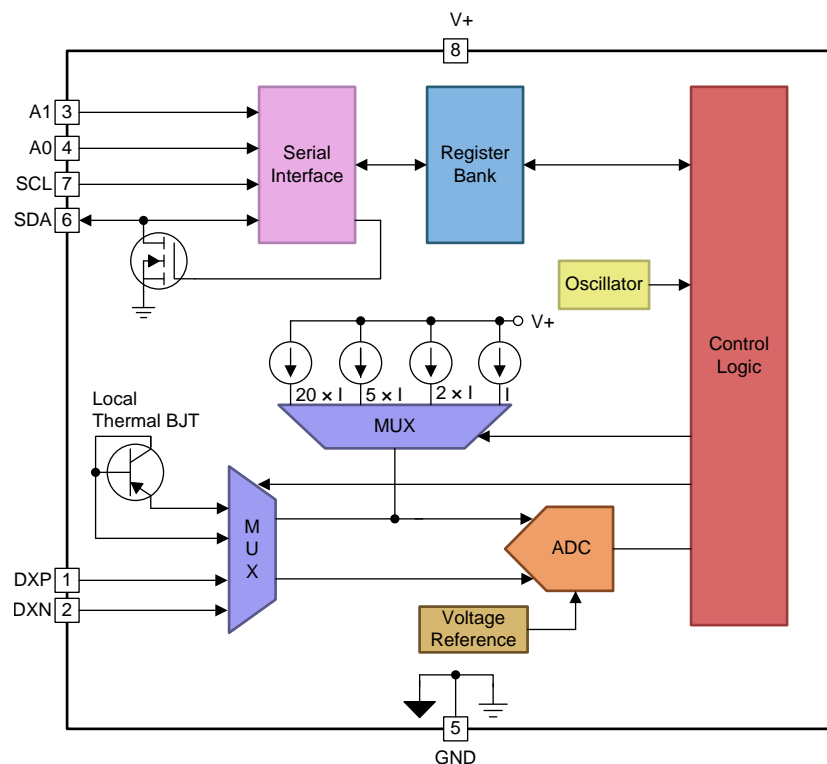 V+
8
A1 3
A0 4
SCL 7
SDA 6
Serial
Interface
Register
Bank
Control
Logic
Oscillator
V+
20 × I
5 × I
2 × I
I
MUX
Local
Thermal BJT
M
U
X
ADC
DXP 1
DXN 2
Voltage
Reference
5
GND